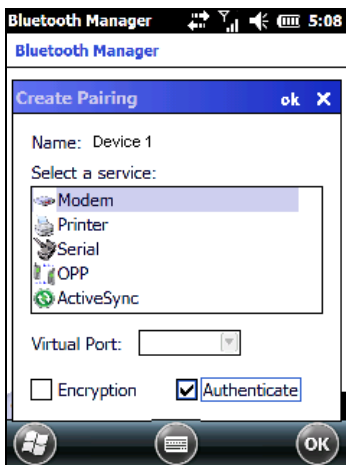 Bluetooth Manager 5:08
Bluetooth Manager
Create Pairing ok X
Name: Device 1
Select a service:
Modem
Printer
Serial
OPP
ActiveSync
Virtual Port:
Encryption Authenticate
OK